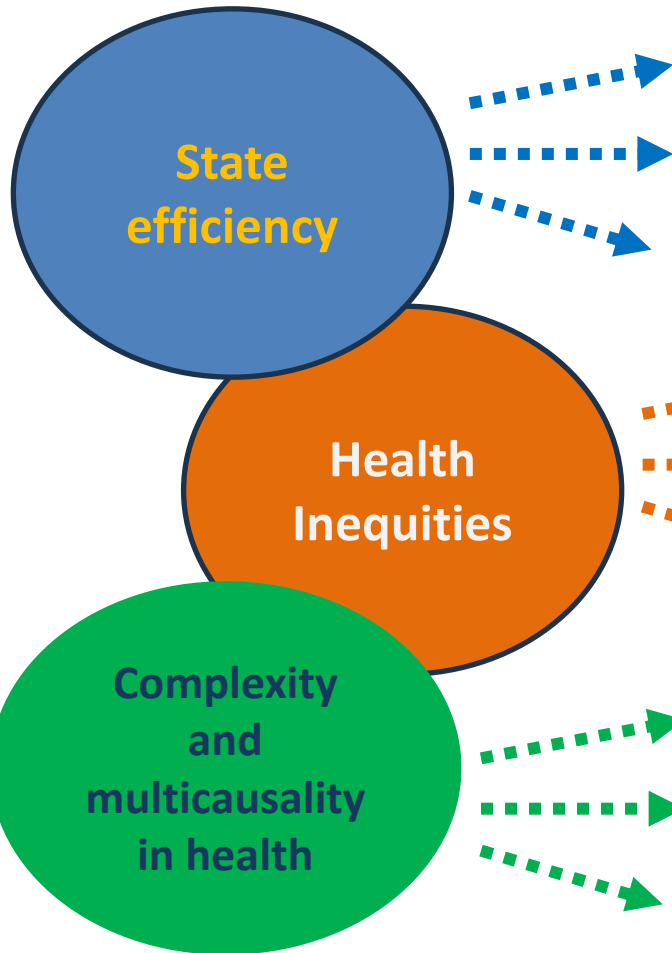 State
efficiency
Health
Inequities
Complexity
and
multicausality
in health